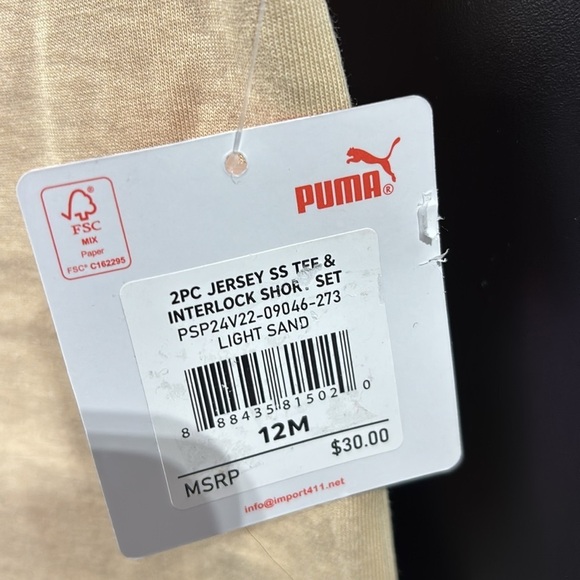 PUMA®
FSC
MIX
Paper
FSC® C162295
2PC JERSEY SS TEE &
INTERLOCK SHORT SET
PSP24V22-09046-273
LIGHT SAND
8 88435 81502 0
12M
$30.00
MSRP
info@import411.net